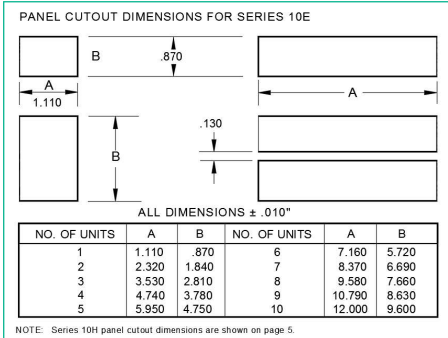 PANEL CUTOUT DIMENSIONS FOR SERIES 10E
B .870
A A
1.110
.130
B
ALL DIMENSIONS ± .010"
NO. OF UNITS A B NO. OF UNITS A B
1 1.110 .870 6 7.160 5.720
2 2.320 1.840 7 8.370 6.690
3 3.530 2.810 8 9.580 7.660
4 4.740 3.780 9 10.790 8.630
5 5.950 4.750 10 12.000 9.600
NOTE: Series 10H panel cutout dimensions are shown on page 5.